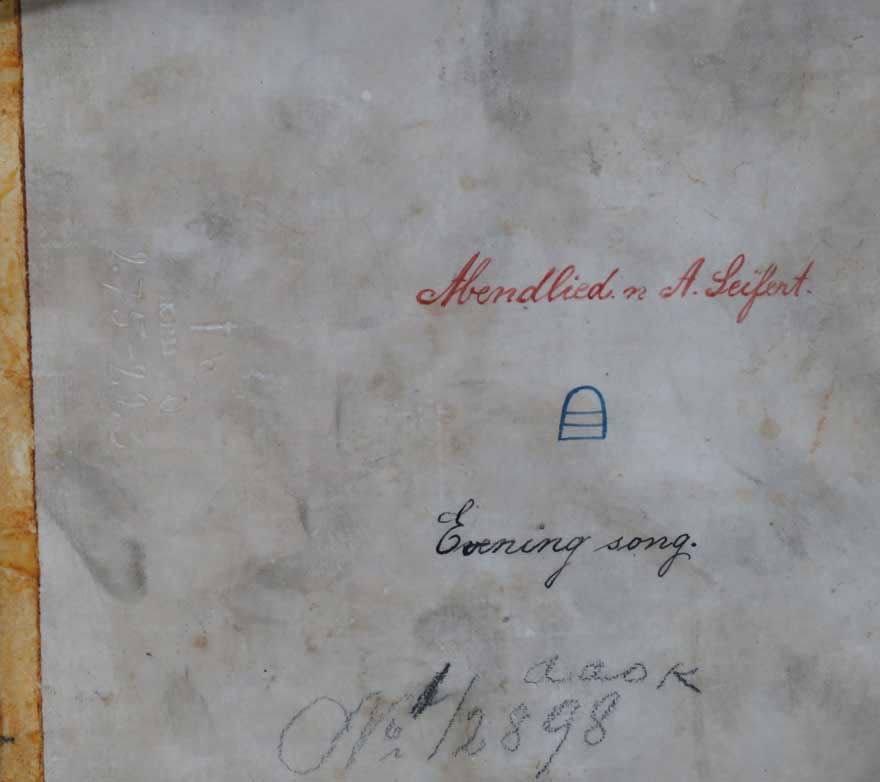 Abendlied. n A. Seifert.
Evening song.
No 1/2898